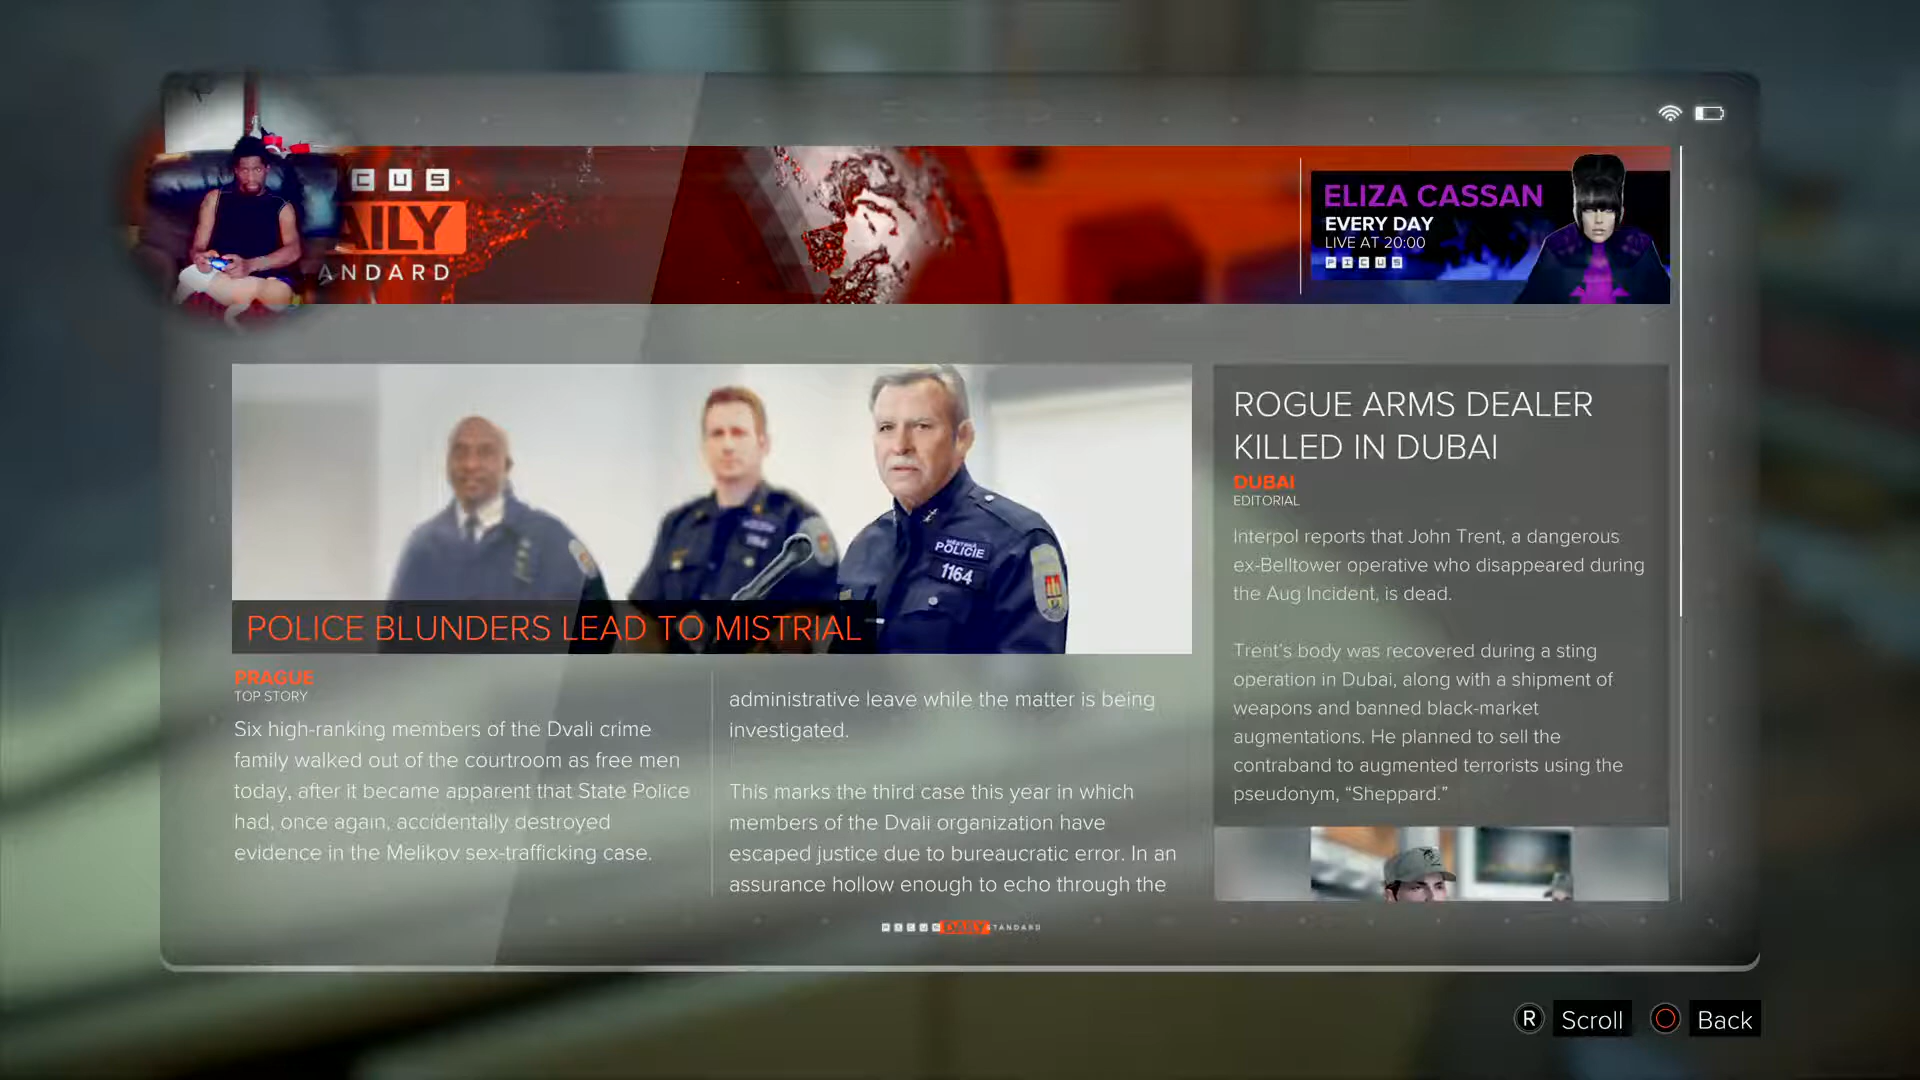 CUS
AILY
ANDARD
ELIZA CASSAN
EVERY DAY
LIVE AT 20:00
PICUS
MĚSTSKÁ
POLICIE
1164
POLICE BLUNDERS LEAD TO MISTRIAL
PRAGUE
TOP STORY
Six high-ranking members of the Dvali crime
family walked out of the courtroom as free men
today, after it became apparent that State Police
had, once again, accidentally destroyed
evidence in the Melikov sex-trafficking case.
administrative leave while the matter is being
investigated.
This marks the third case this year in which
members of the Dvali organization have
escaped justice due to bureaucratic error. In an
assurance hollow enough to echo through the
ROGUE ARMS DEALER
KILLED IN DUBAI
DUBAI
EDITORIAL
Interpol reports that John Trent, a dangerous
ex-Belltower operative who disappeared during
the Aug Incident, is dead.
Trent's body was recovered during a sting
operation in Dubai, along with a shipment of
weapons and banned black-market
augmentations. He planned to sell the
contraband to augmented terrorists using the
pseudonym, “Sheppard.”
PICUS DAILY STANDARD
R Scroll Back